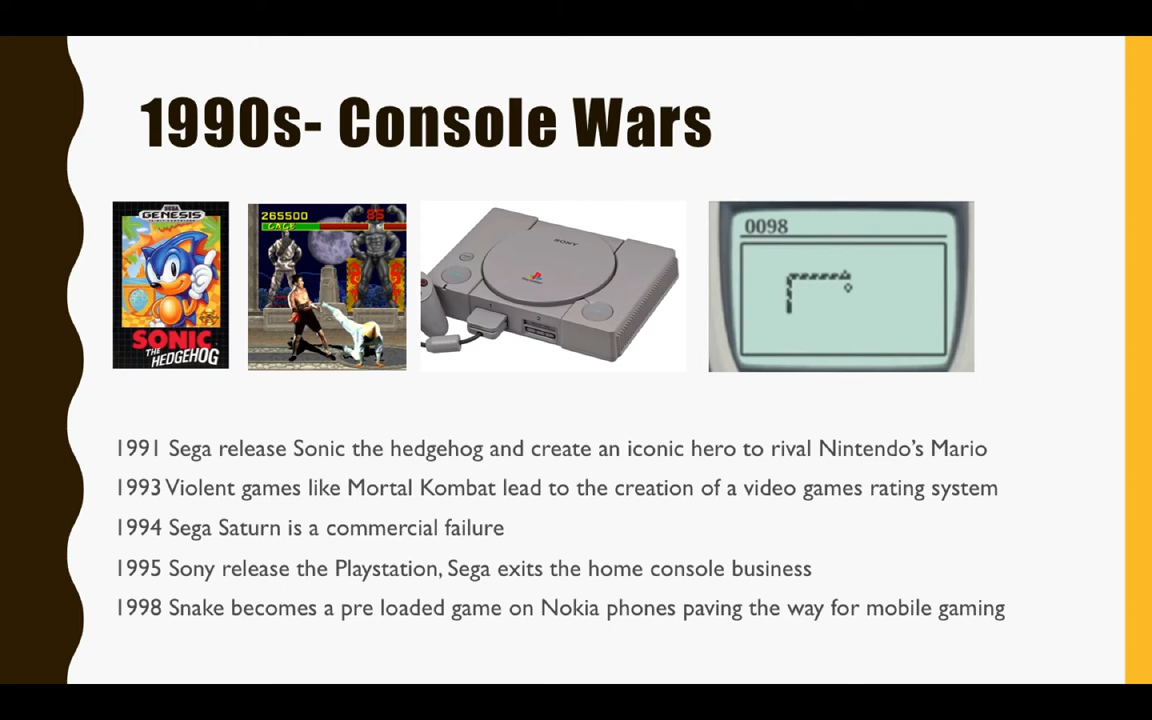 1990s- Console Wars
SEGA
GENESIS
SONIC
THE
HEDGEHOG
265500
85
CAGE
SONY
0098
1991 Sega release Sonic the hedgehog and create an iconic hero to rival Nintendo’s Mario
1993 Violent games like Mortal Kombat lead to the creation of a video games rating system
1994 Sega Saturn is a commercial failure
1995 Sony release the Playstation, Sega exits the home console business
1998 Snake becomes a pre loaded game on Nokia phones paving the way for mobile gaming